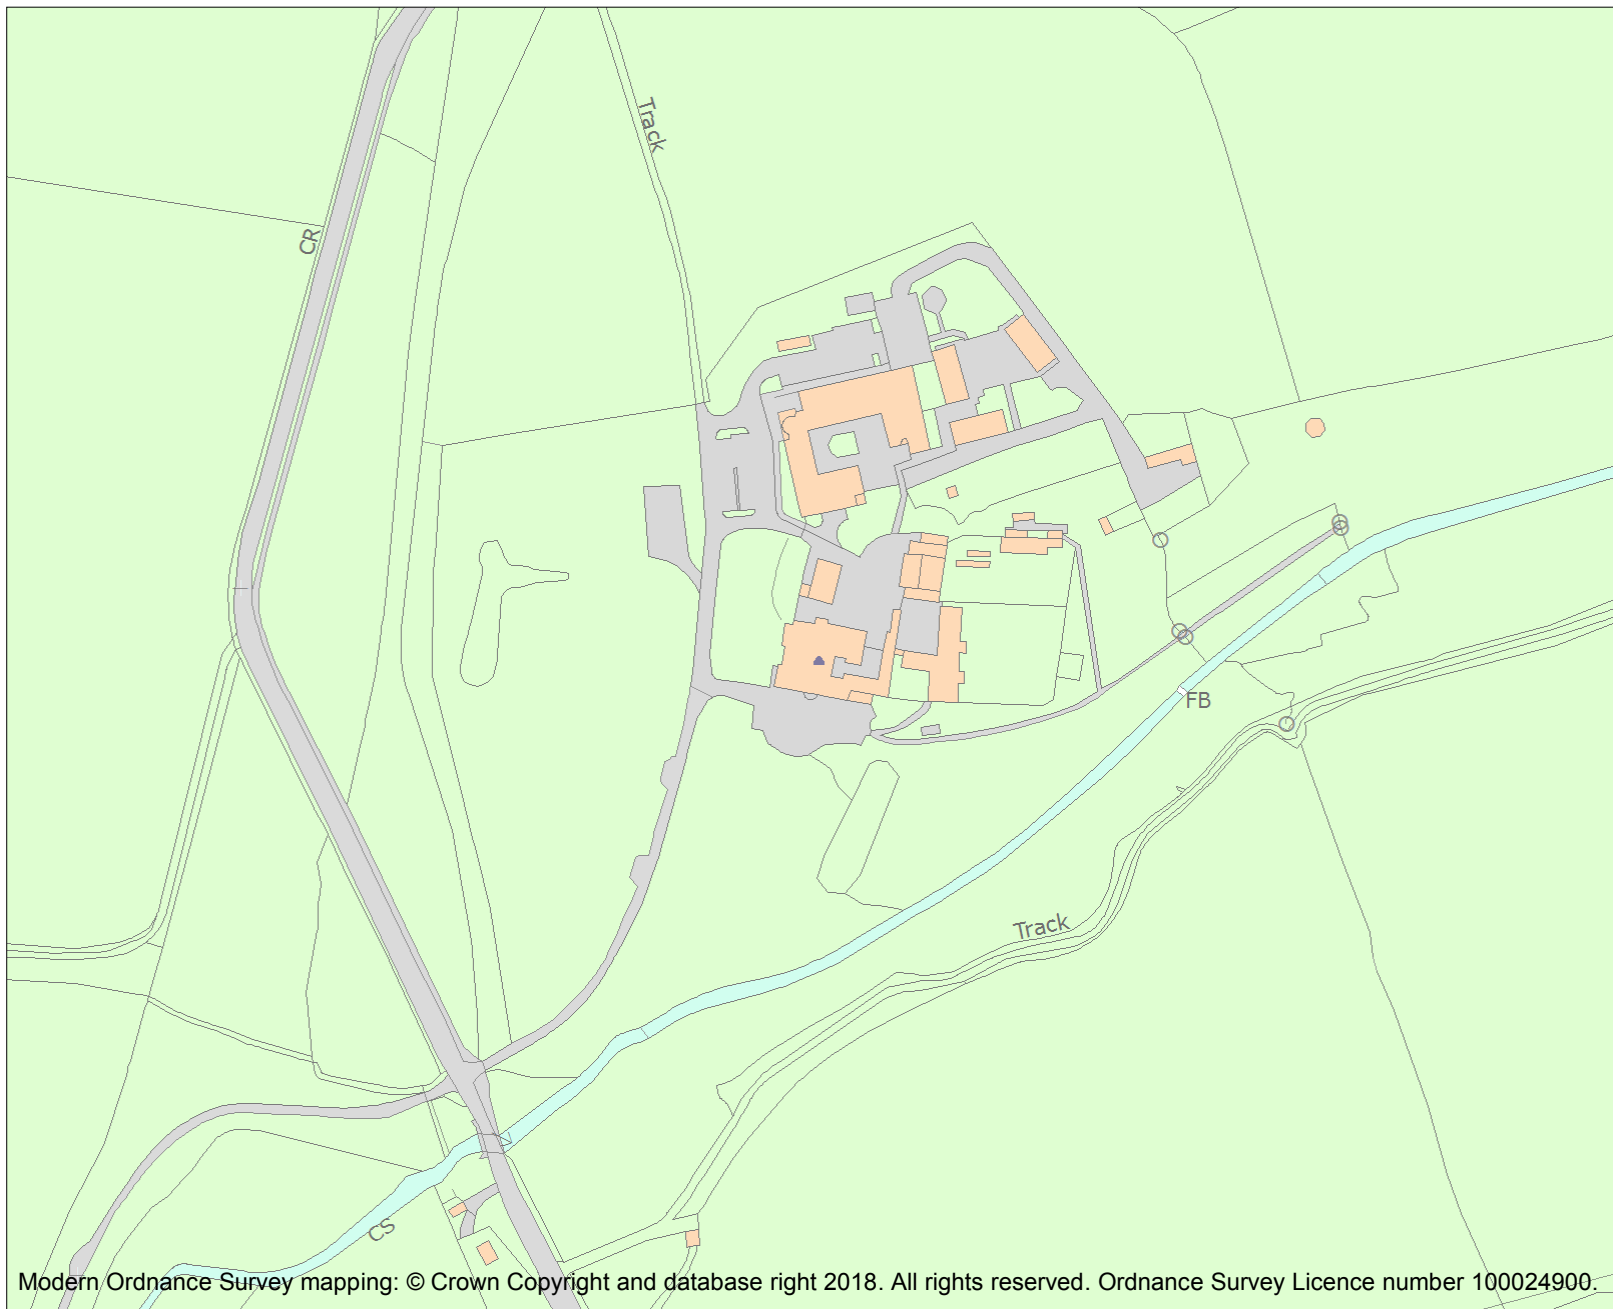 Track
CR
FB
Track
CS
Modern Ordnance Survey mapping: © Crown Copyright and database right 2018. All rights reserved. Ordnance Survey Licence number 100024900.